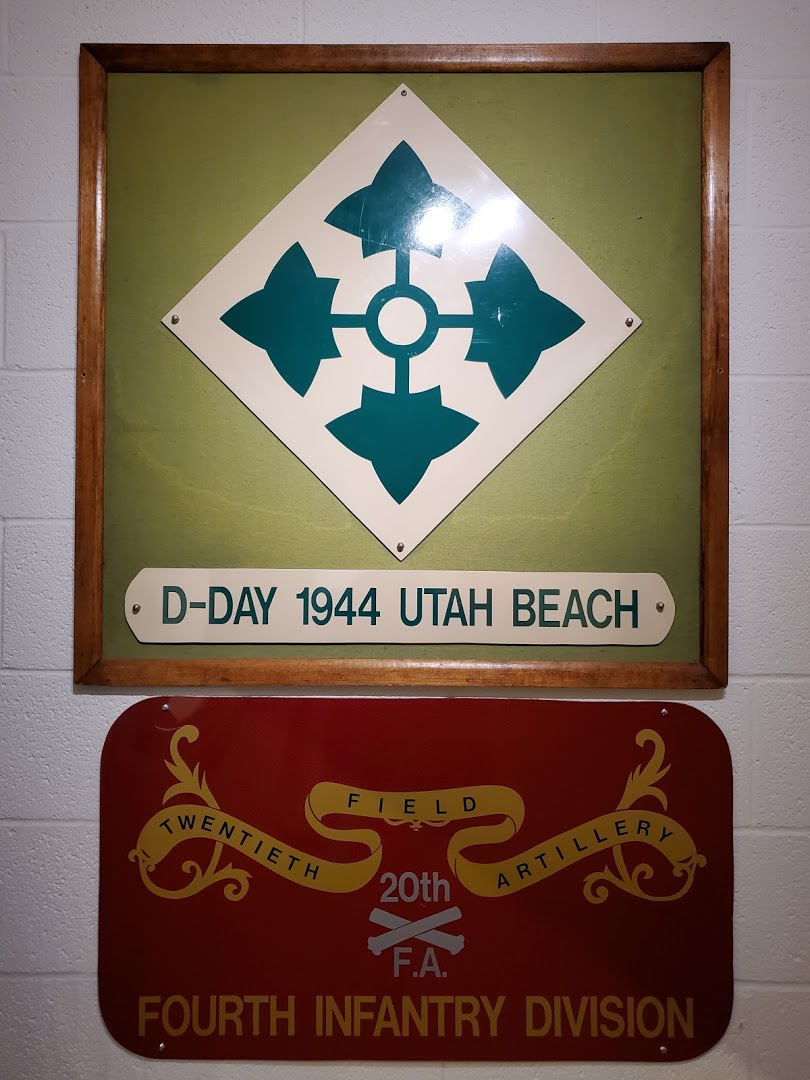 D-DAY 1944 UTAH BEACH
TWENTIETH FIELD ARTILLERY
20th
F.A.
FOURTH INFANTRY DIVISION